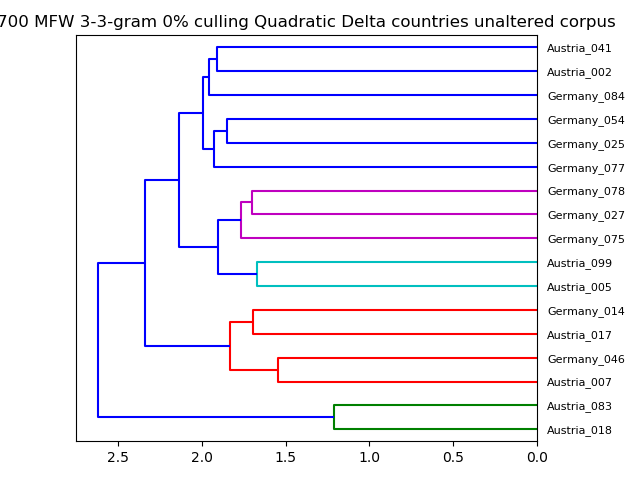 700 MFW 3-3-gram 0% culling Quadratic Delta countries unaltered corpus
Austria_041
Austria_002
Germany_084
Germany_054
Germany_025
Germany_077
Germany_078
Germany_027
Germany_075
Austria_099
Austria_005
Germany_014
Austria_017
Germany_046
Austria_007
Austria_083
Austria_018
2.5 2.0 1.5 1.0 0.5 0.0